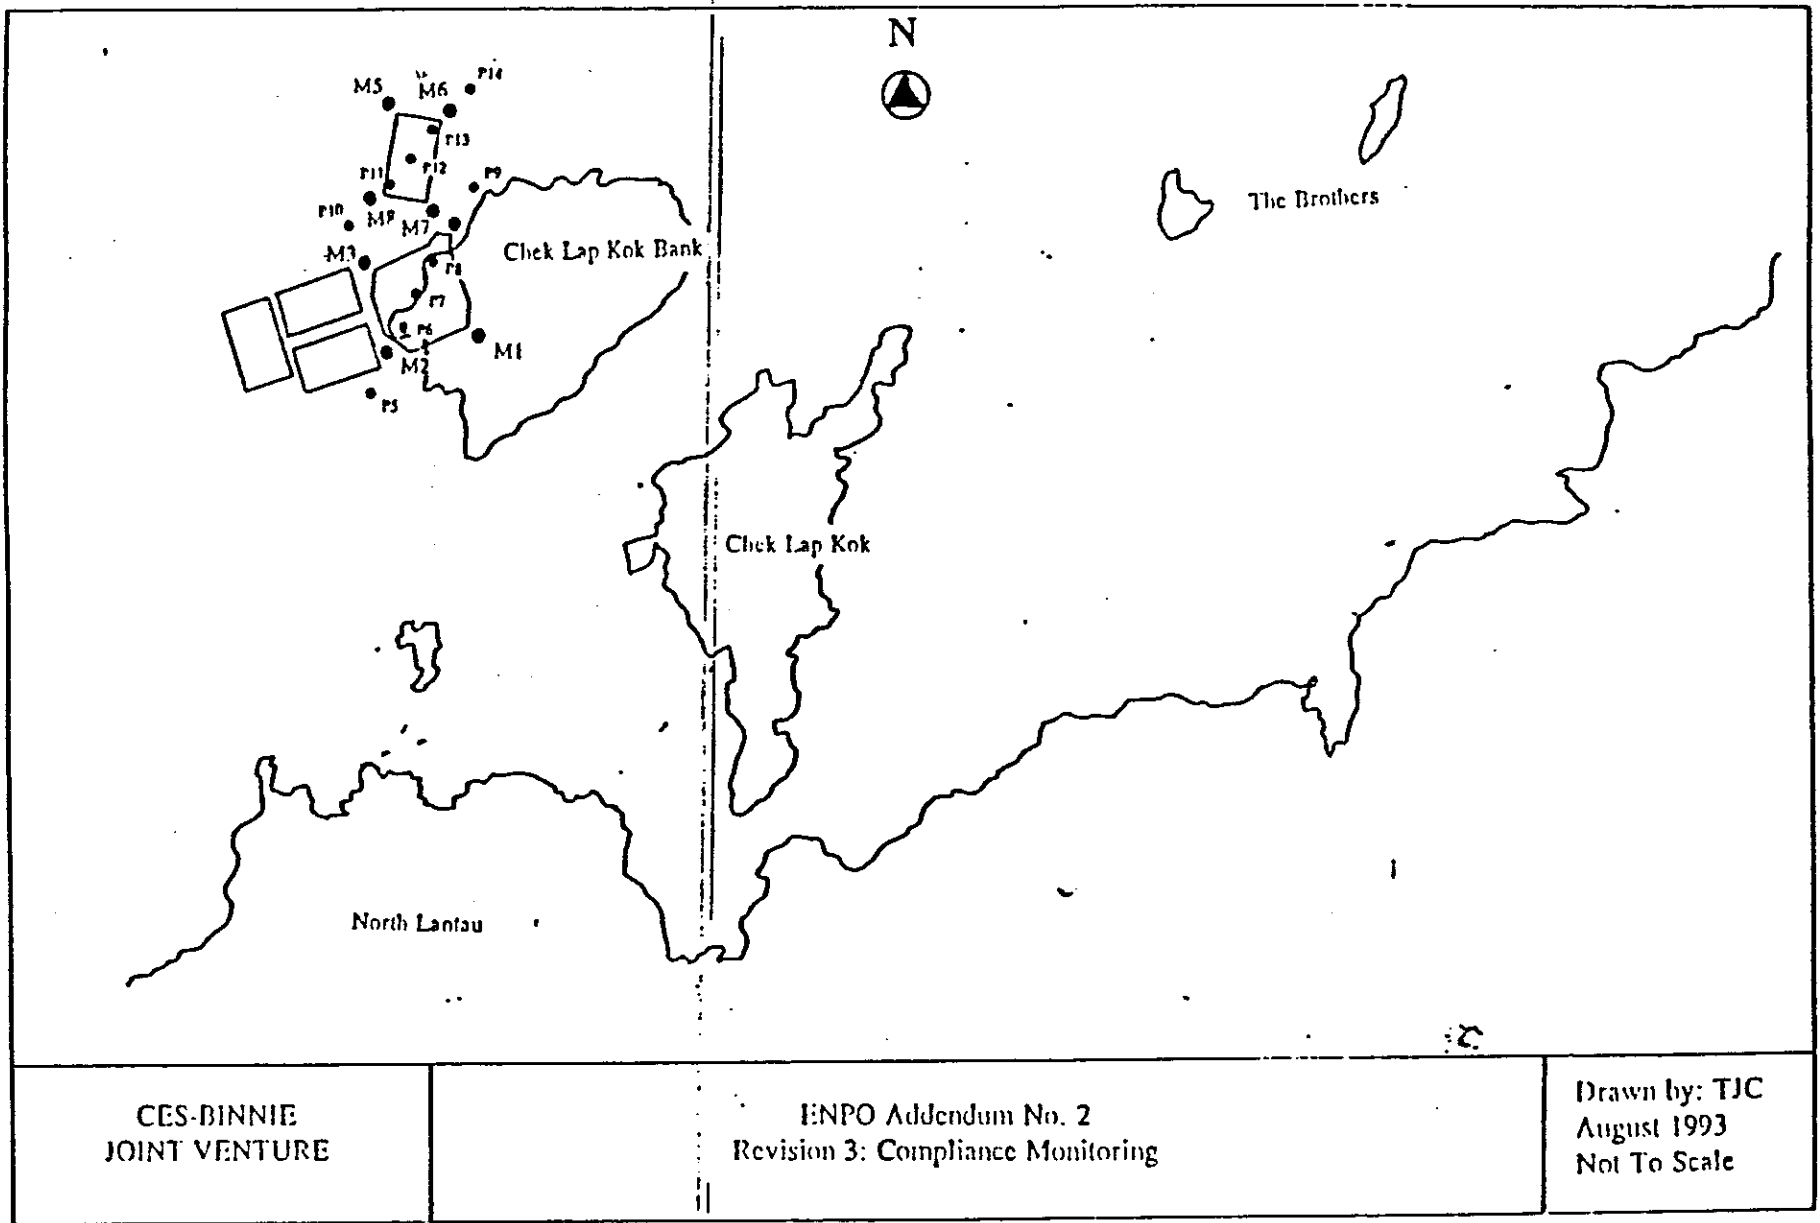 N
P14
M5
M6
P13
P12
P11
P9
The Brothers
P10
M8
M7
M3
Chek Lap Kok Bank
P8
P7
P6
M1
M2
P5
Chek Lap Kok
North Lantau
CES-BINNIE
JOINT VENTURE
ENPO Addendum No. 2
Revision 3: Compliance Monitoring
Drawn by: TJC
August 1993
Not To Scale